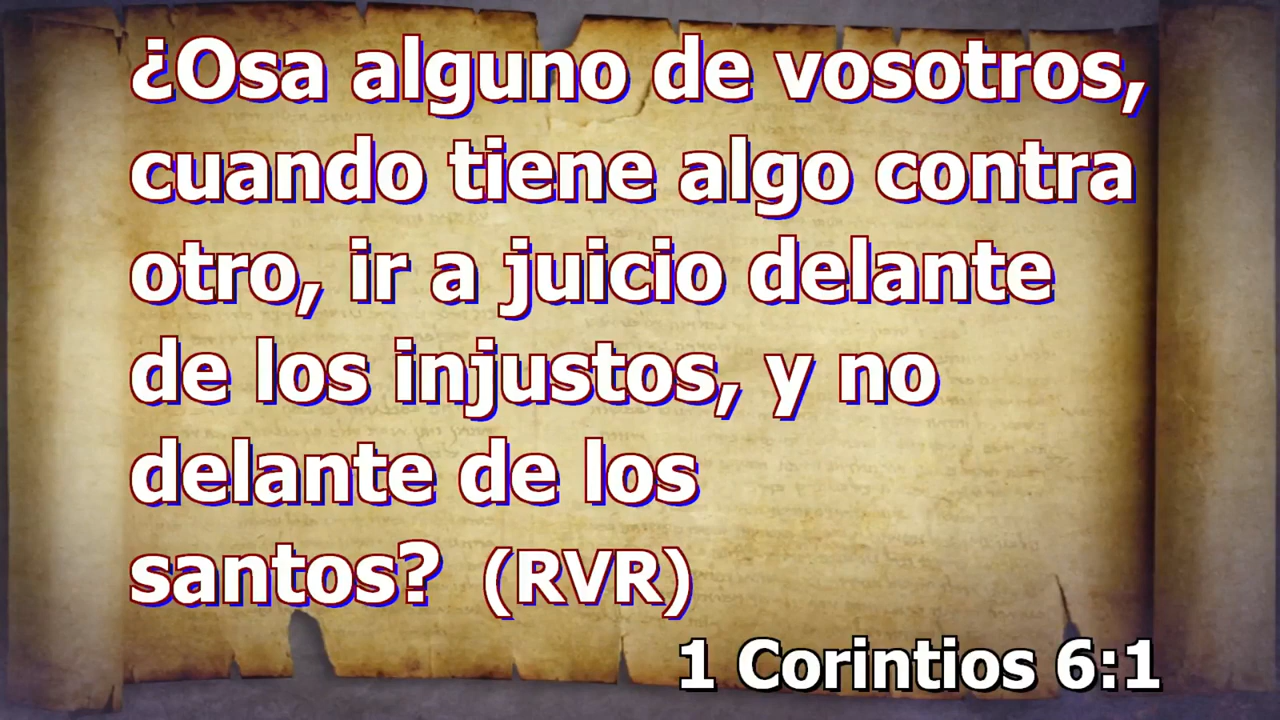 ¿Osa alguno de vosotros,
cuando tiene algo contra
otro, ir a juicio delante
de los injustos, y no
delante de los
santos? (RVR)
1 Corintios 6:1